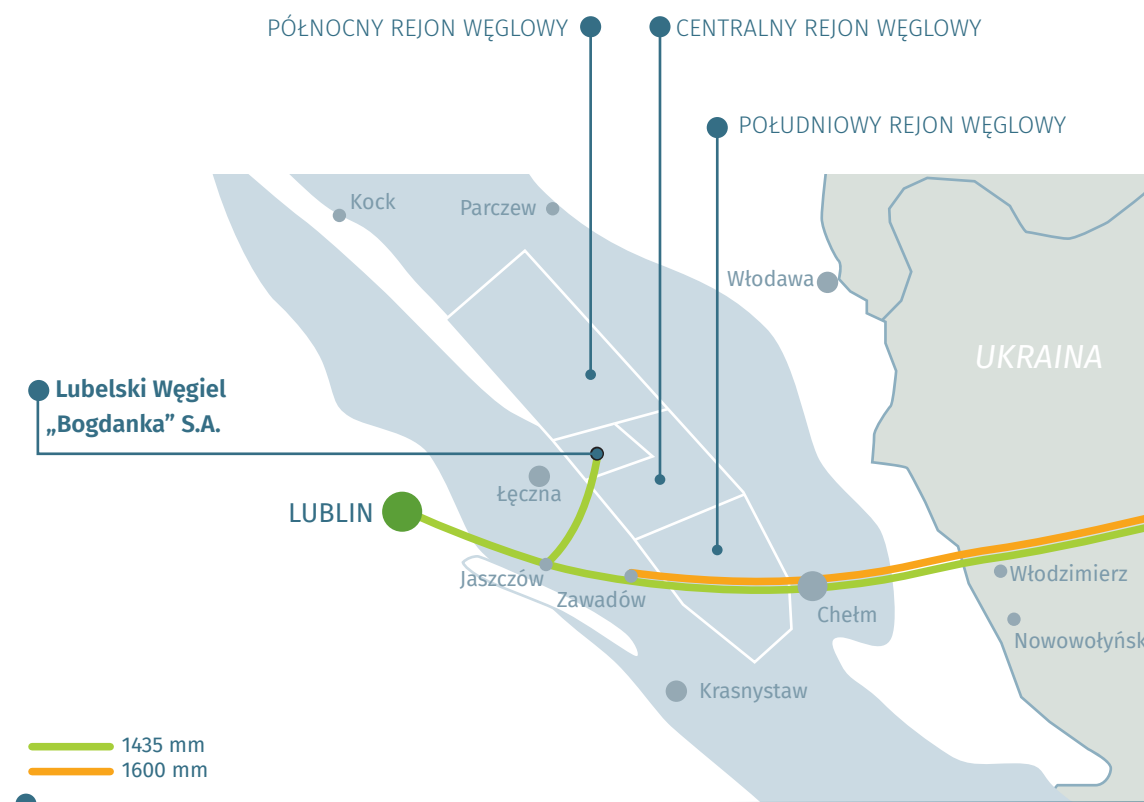 PÓŁNOCNY REJON WĘGLOWY
CENTRALNY REJON WĘGLOWY
POŁUDNIOWY REJON WĘGLOWY
Kock
Parczew
Włodawa
UKRAINA
Lubelski Węgiel
„Bogdanka” S.A.
Łęczna
LUBLIN
Jaszczów
Zawadów
Włodzimierz
Chełm
Nowowołyńsk
Krasnystaw
1435 mm
1600 mm